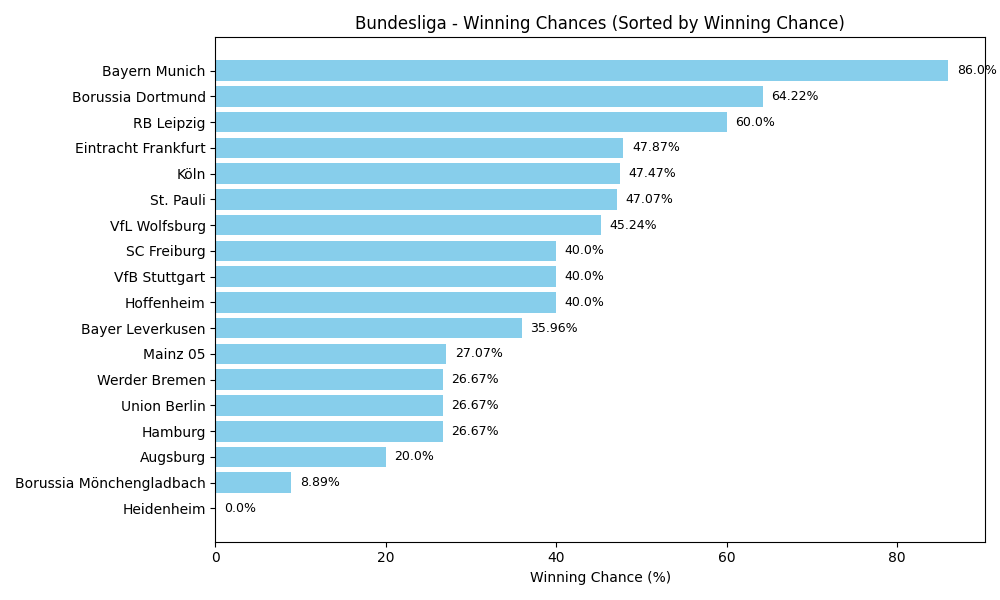 Bundesliga - Winning Chances (Sorted by Winning Chance)
Bayern Munich 86.0%
Borussia Dortmund 64.22%
RB Leipzig 60.0%
Eintracht Frankfurt 47.87%
Köln 47.47%
St. Pauli 47.07%
VfL Wolfsburg 45.24%
SC Freiburg 40.0%
VfB Stuttgart 40.0%
Hoffenheim 40.0%
Bayer Leverkusen 35.96%
Mainz 05 27.07%
Werder Bremen 26.67%
Union Berlin 26.67%
Hamburg 26.67%
Augsburg 20.0%
Borussia Mönchengladbach 8.89%
Heidenheim 0.0%
0 20 40 60 80
Winning Chance (%)